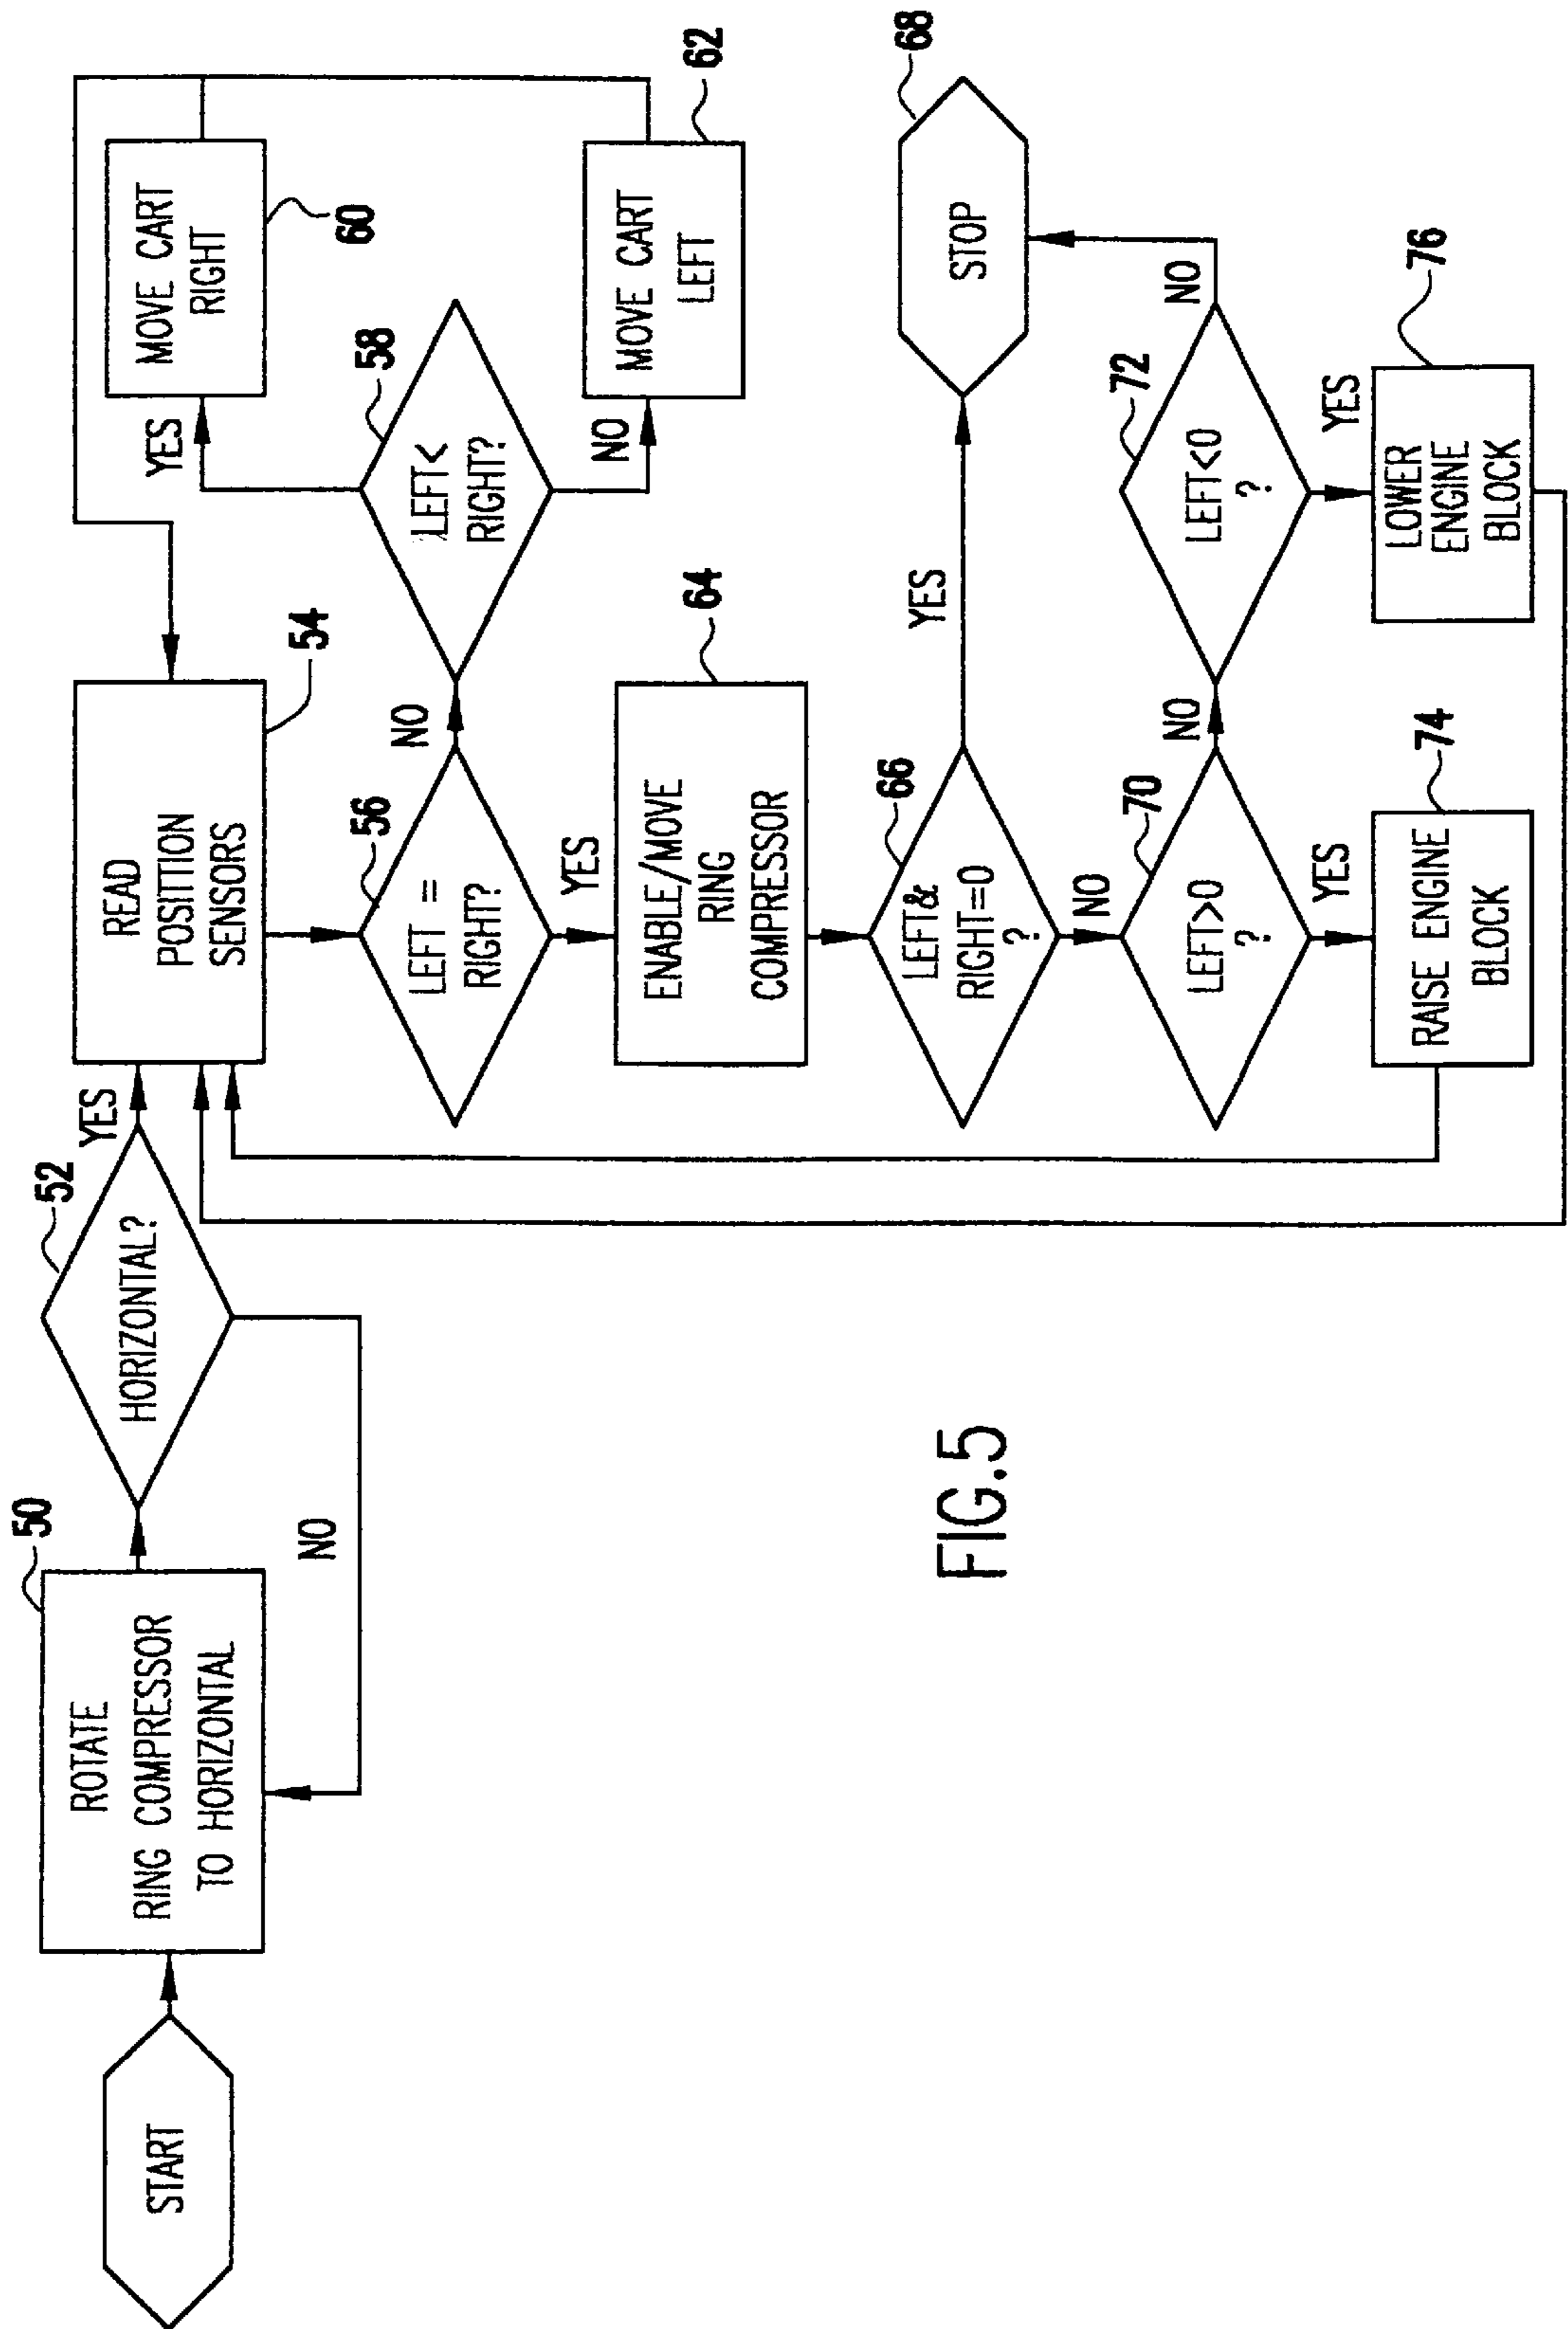 START
50
ROTATE
RING COMPRESSOR
TO HORIZONTAL
52
HORIZONTAL?
NO
YES
54
READ
POSITION
SENSORS
56
LEFT =
RIGHT?
NO
YES
58
LEFT<
RIGHT?
YES
NO
60
MOVE CART
RIGHT
62
MOVE CART
LEFT
64
ENABLE/MOVE
RING
COMPRESSOR
66
LEFT&
RIGHT=0
?
YES
NO
68
STOP
70
LEFT>0
?
NO
YES
72
LEFT<0
?
NO
YES
74
RAISE ENGINE
BLOCK
76
LOWER
ENGINE
BLOCK
FIG.5